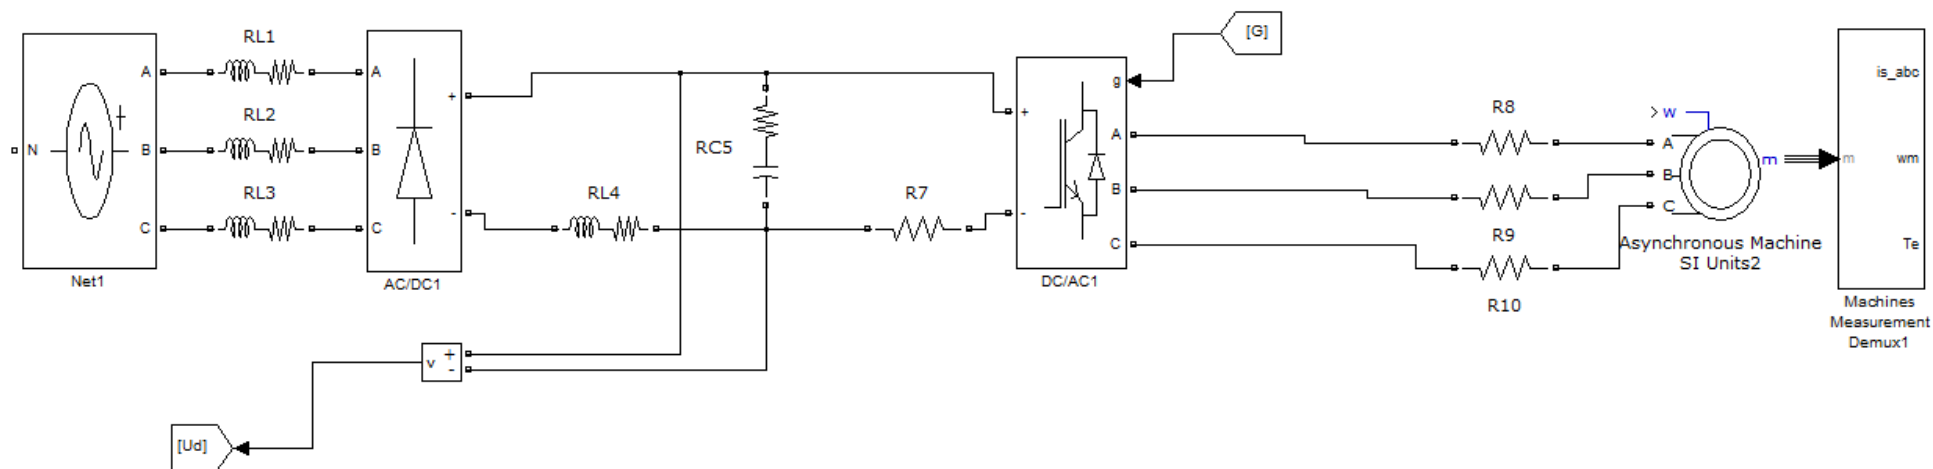 [G]
RL1
A
A
is_abc
+
g
RL2
+
R8
w
A
A
N
B
B
RC5
m
m
wm
B
B
RL3
RL4
R7
C
-
-
C
C
C
R9
Te
Asynchronous Machine
SI Units2
Net1
AC/DC1
DC/AC1
R10
Machines
Measurement
Demux1
v
+
-
[Ud]